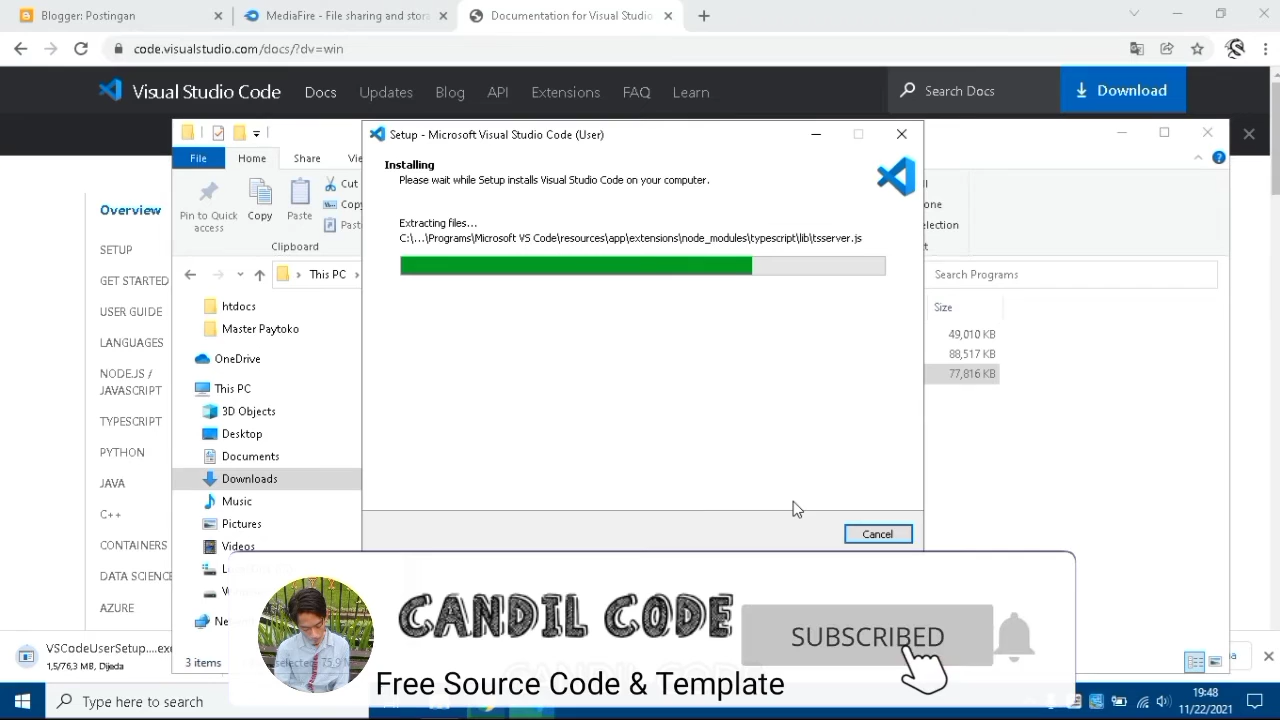 Blogger: Postingan
MediaFire - File sharing and stora
Documentation for Visual Studio
code.visualstudio.com/docs/?dv=win
Visual Studio Code
Docs
Updates
Blog
API
Extensions
FAQ
Learn
Search Docs
Download
Setup - Microsoft Visual Studio Code (User)
File
Home
Share
Installing
Please wait while Setup installs Visual Studio Code on your computer.
Pin to Quick
access
Copy
Paste
Cut
Clipboard
Extracting files...
C:\...\Programs\Microsoft VS Code\resources\app\extensions\node_modules\typescript\lib\tsserver.js
Overview
SETUP
GET STARTED
USER GUIDE
LANGUAGES
NODE.JS /
JAVASCRIPT
TYPESCRIPT
PYTHON
JAVA
C++
CONTAINERS
DATA SCIENCE
AZURE
This PC
Search Programs
htdocs
Master Paytoko
OneDrive
This PC
3D Objects
Desktop
Documents
Downloads
Music
Pictures
Videos
Size
49,010 KB
88,517 KB
77,816 KB
Cancel
CANDIL CODE
SUBSCRIBED
Free Source Code & Template
VSCodeUserSetup....exe
1,5/76,3 MB, Dijeda
3 items
Type here to search
19:48
11/22/2021